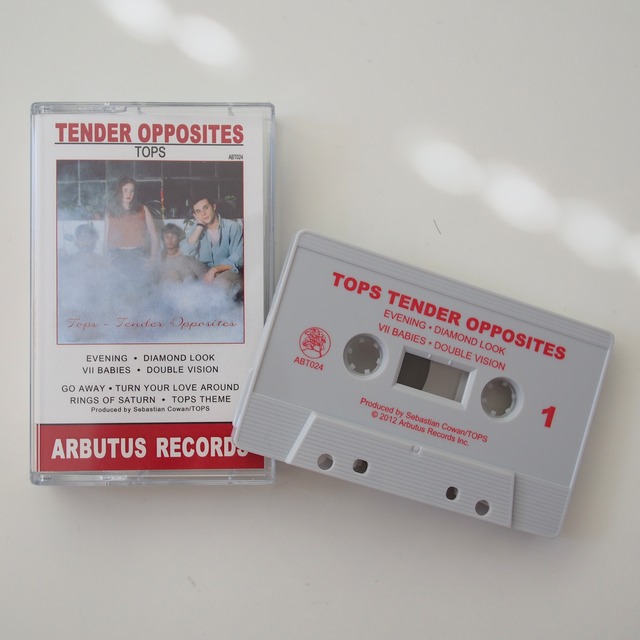 TENDER OPPOSITES
TOPS
ABT024
Tops - Tender Opposites
EVENING • DIAMOND LOOK
VII BABIES • DOUBLE VISION
GO AWAY • TURN YOUR LOVE AROUND
RINGS OF SATURN • TOPS THEME
Produced by Sebastian Cowan/TOPS
ARBUTUS RECORDS
TOPS TENDER OPPOSITES
EVENING • DIAMOND LOOK
VII BABIES • DOUBLE VISION
ABT024
1
Produced by Sebastian Cowan/TOPS
© 2012 Arbutus Records Inc.